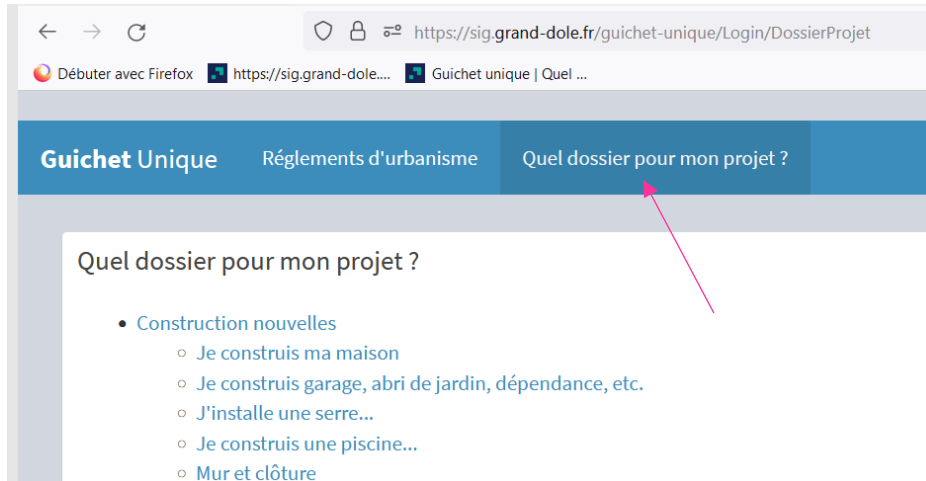 https://sig.grand-dole.fr/guichet-unique/Login/DossierProjet
Débuter avec Firefox https://sig.grand-dole.... Guichet unique | Quel ...
Guichet Unique Réglements d'urbanisme Quel dossier pour mon projet ?
Quel dossier pour mon projet ?
• Construction nouvelles
◦ Je construis ma maison
◦ Je construis garage, abri de jardin, dépendance, etc.
◦ J'installe une serre...
◦ Je construis une piscine...
◦ Mur et clôture